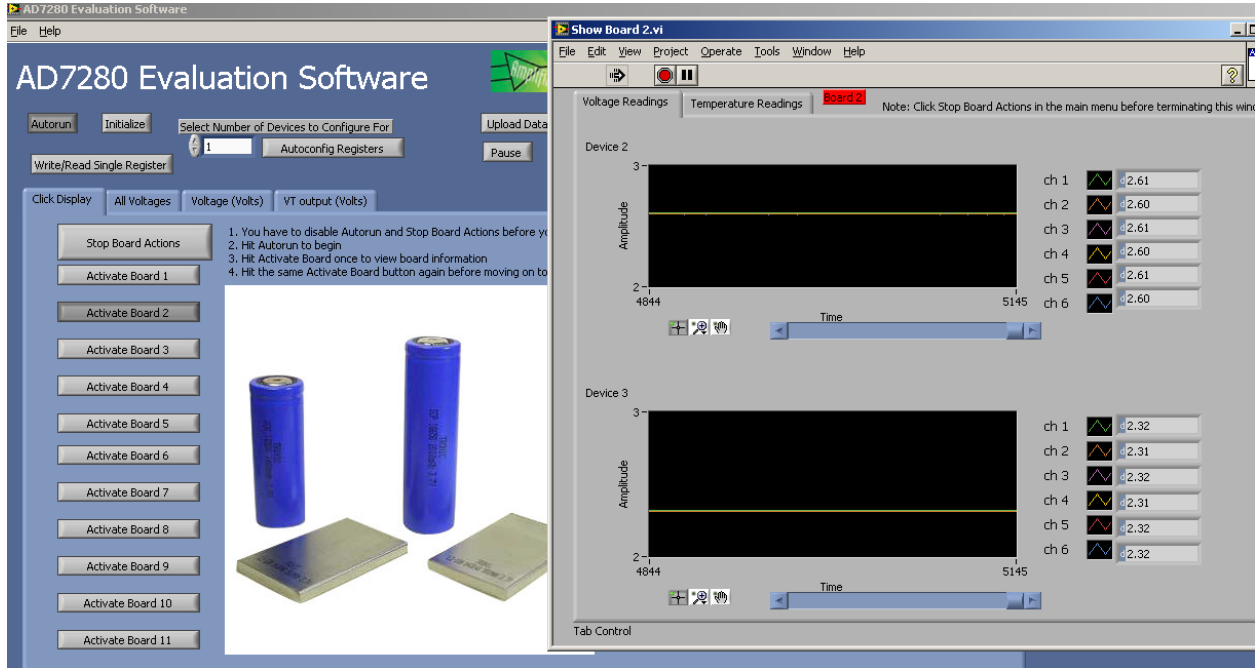 AD7280 Evaluation Software
File Help
AD7280 Evaluation Software
Autorun
Initialize
Select Number of Devices to Configure For
Upload Data
1
Autoconfig Registers
Pause
Write/Read Single Register
Click Display
All Voltages
Voltage (Volts)
VT output (Volts)
Stop Board Actions
1. You have to disable Autorun and Stop Board Actions before yo
2. Hit Autorun to begin
3. Hit Activate Board once to view board information
4. Hit the same Activate Board button again before moving on to
Activate Board 1
Activate Board 2
Activate Board 3
Activate Board 4
Activate Board 5
Activate Board 6
Activate Board 7
Activate Board 8
Activate Board 9
Activate Board 10
Activate Board 11
Show Board 2.vi
File Edit View Project Operate Tools Window Help
Voltage Readings
Temperature Readings
Board 2
Note: Click Stop Board Actions in the main menu before terminating this wind
Device 2
3
Amplitude
2
4844
5145
Time
ch 1 d 2.61
ch 2 d 2.60
ch 3 d 2.61
ch 4 d 2.60
ch 5 d 2.61
ch 6 d 2.60
Device 3
3
Amplitude
2
4844
5145
Time
ch 1 d 2.32
ch 2 d 2.31
ch 3 d 2.32
ch 4 d 2.31
ch 5 d 2.32
ch 6 d 2.32
Tab Control